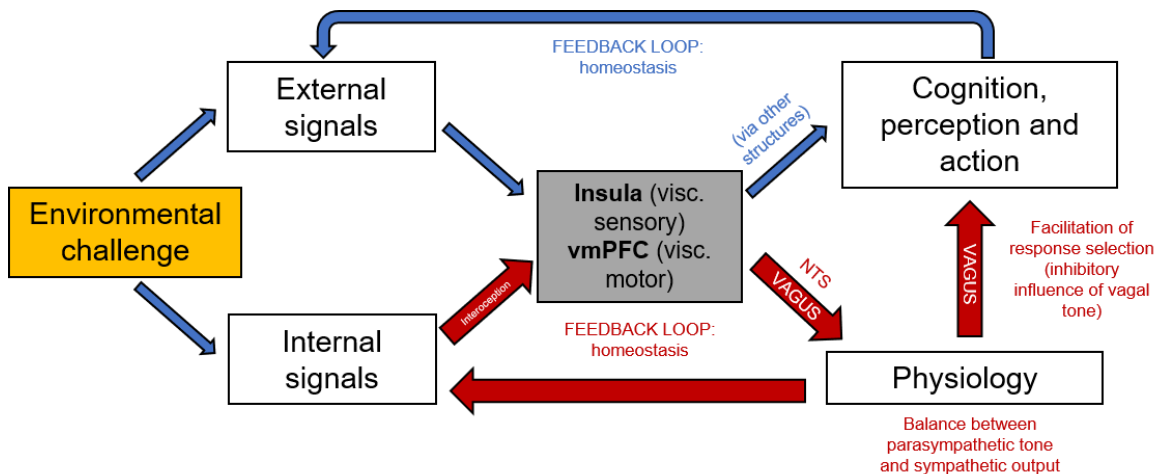 FEEDBACK LOOP:
homeostasis
External
signals
Cognition,
perception and
action
(via other
structures)
Environmental
challenge
Insula (visc.
sensory)
vmPFC (visc.
motor)
Interoception
NTS
VAGUS
VAGUS
Facilitation of
response selection
(inhibitory
influence of vagal
tone)
FEEDBACK LOOP:
homeostasis
Internal
signals
Physiology
Balance between
parasympathetic tone
and sympathetic output